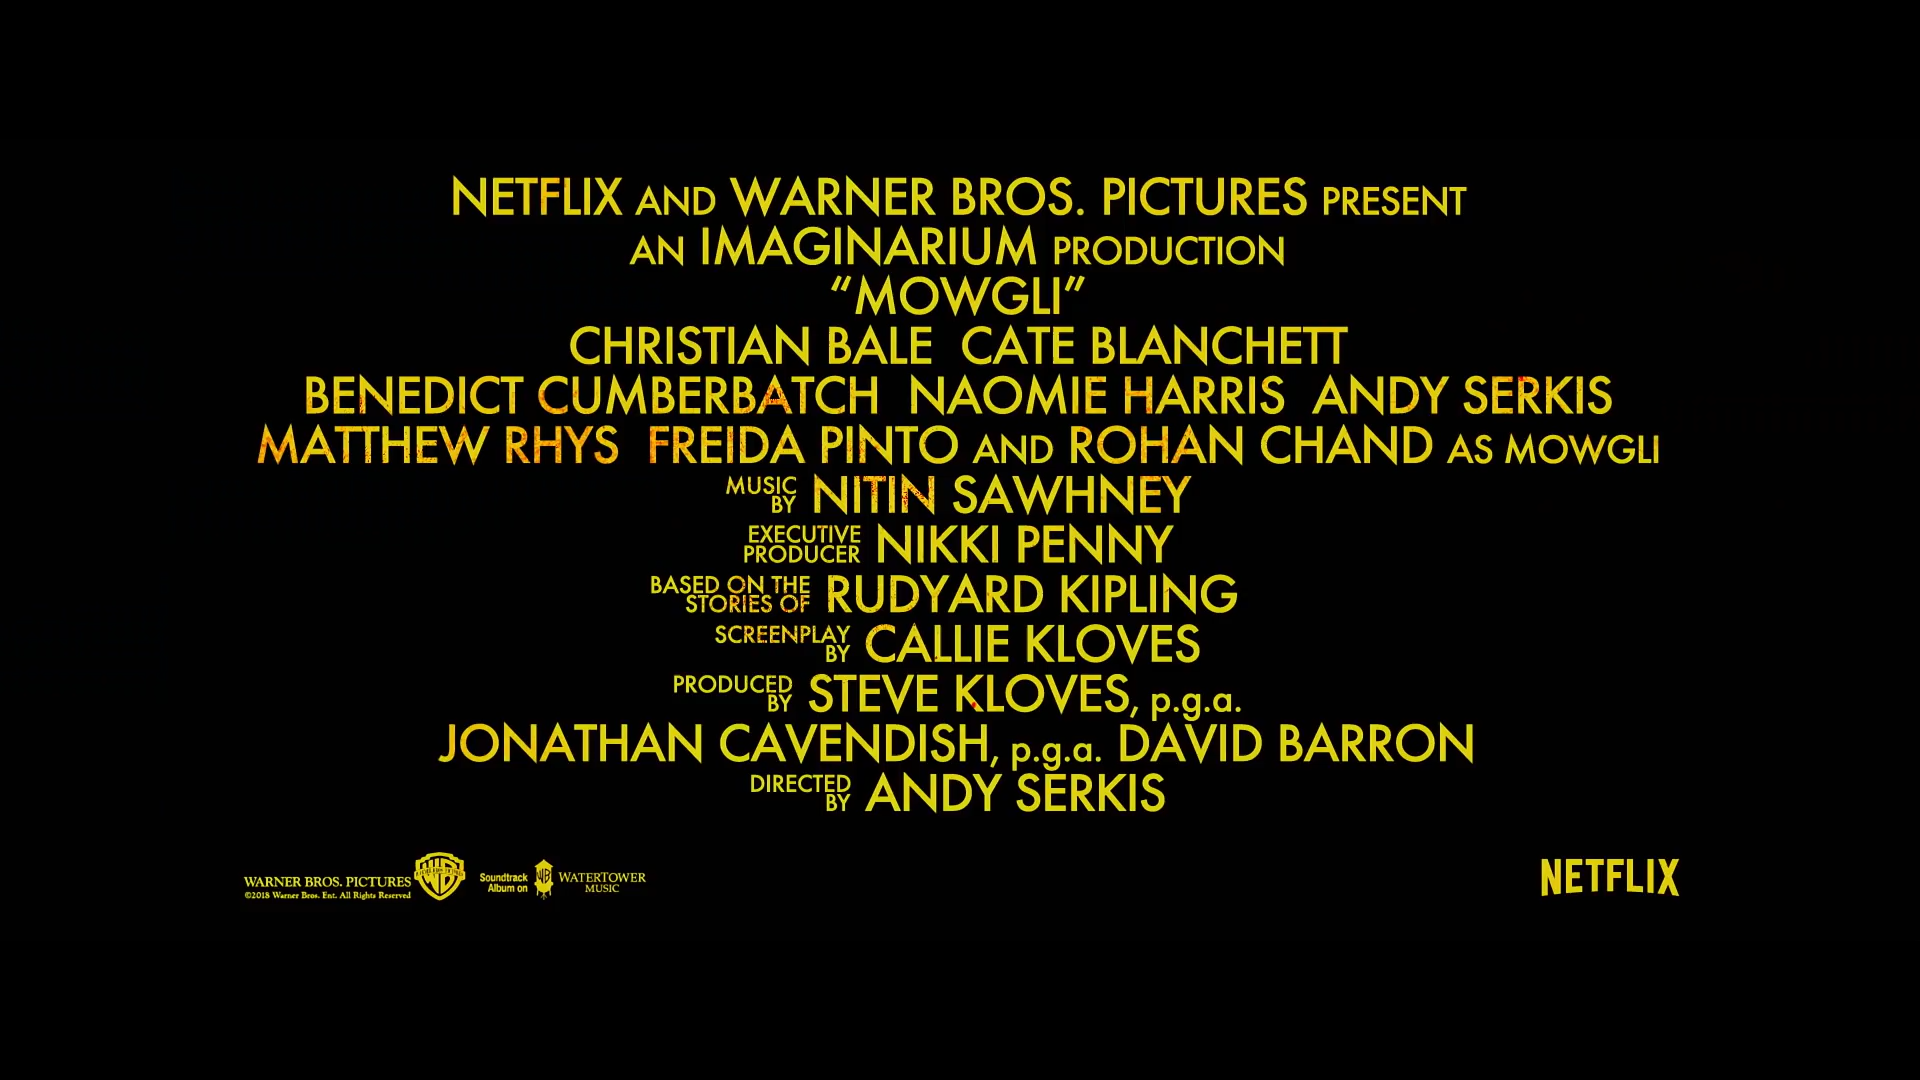 NETFLIX AND WARNER BROS. PICTURES PRESENT
AN IMAGINARIUM PRODUCTION
“MOWGLI”
CHRISTIAN BALE CATE BLANCHETT
BENEDICT CUMBERBATCH NAOMIE HARRIS ANDY SERKIS
MATTHEW RHYS FREIDA PINTO AND ROHAN CHAND AS MOWGLI
MUSIC BY NITIN SAWHNEY
EXECUTIVE PRODUCER NIKKI PENNY
BASED ON THE STORIES OF RUDYARD KIPLING
SCREENPLAY BY CALLIE KLOVES
PRODUCED BY STEVE KLOVES, p.g.a.
JONATHAN CAVENDISH, p.g.a. DAVID BARRON
DIRECTED BY ANDY SERKIS
WARNER BROS. PICTURES
©2018 Warner Bros. Ent. All Rights Reserved
WB
Soundtrack
Album on
WATERTOWER
MUSIC
NETFLIX